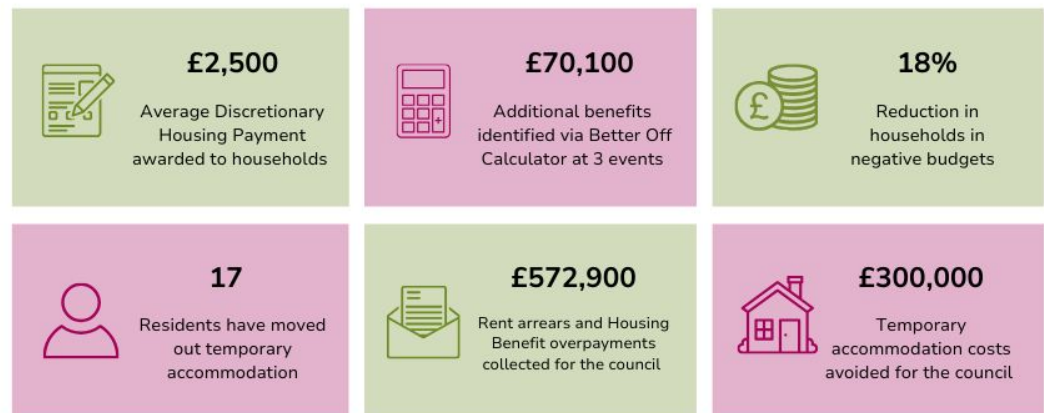 £2,500
Average Discretionary
Housing Payment
awarded to households
£70,100
Additional benefits
identified via Better Off
Calculator at 3 events
18%
Reduction in
households in
negative budgets
17
Residents have moved
out temporary
accommodation
£572,900
Rent arrears and Housing
Benefit overpayments
collected for the council
£300,000
Temporary
accommodation costs
avoided for the council